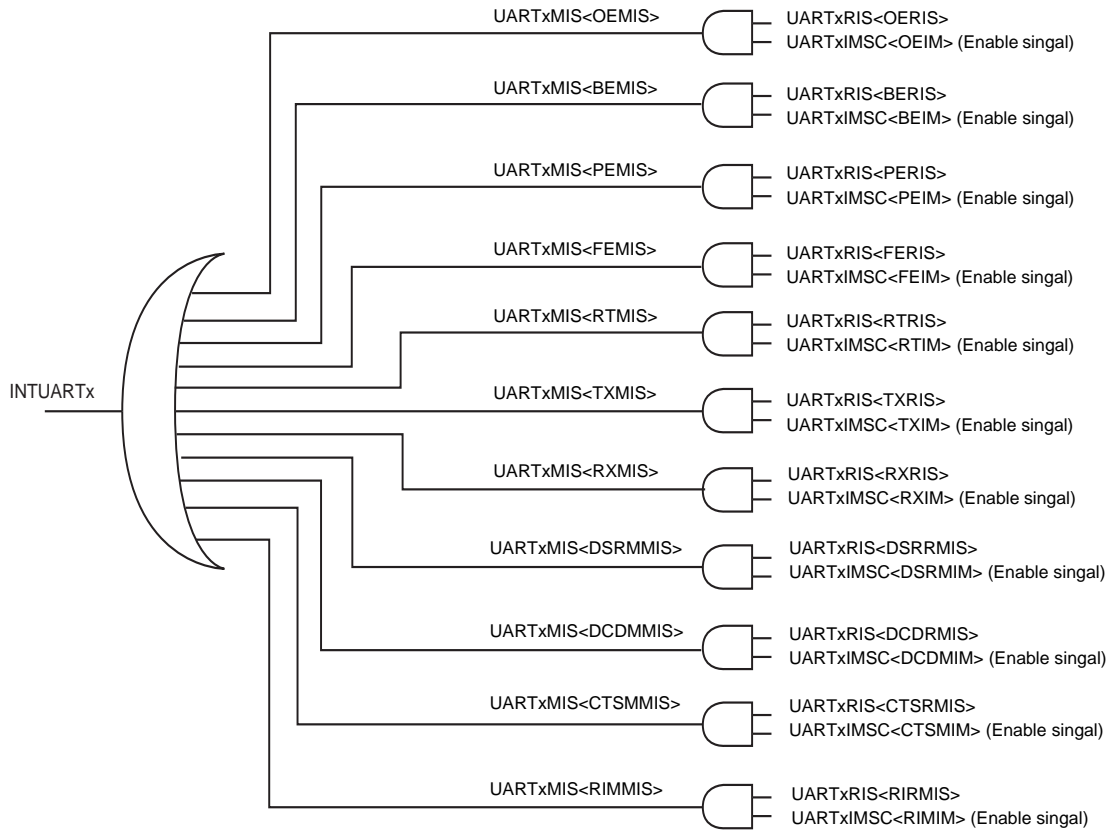 UARTxMIS<OEMIS>
UARTxRIS<OERIS>
UARTxIMSC<OEIM> (Enable singal)
UARTxMIS<BEMIS>
UARTxRIS<BERIS>
UARTxIMSC<BEIM> (Enable singal)
UARTxMIS<PEMIS>
UARTxRIS<PERIS>
UARTxIMSC<PEIM> (Enable singal)
UARTxMIS<FEMIS>
UARTxRIS<FERIS>
UARTxIMSC<FEIM> (Enable singal)
UARTxMIS<RTMIS>
UARTxRIS<RTRIS>
UARTxIMSC<RTIM> (Enable singal)
INTUARTx
UARTxMIS<TXMIS>
UARTxRIS<TXRIS>
UARTxIMSC<TXIM> (Enable singal)
UARTxMIS<RXMIS>
UARTxRIS<RXRIS>
UARTxIMSC<RXIM> (Enable singal)
UARTxMIS<DSRMMIS>
UARTxRIS<DSRRMIS>
UARTxIMSC<DSRMIM> (Enable singal)
UARTxMIS<DCDMMIS>
UARTxRIS<DCDRMIS>
UARTxIMSC<DCDMIM> (Enable singal)
UARTxMIS<CTSMMIS>
UARTxRIS<CTSRMIS>
UARTxIMSC<CTSMIM> (Enable singal)
UARTxMIS<RIMMIS>
UARTxRIS<RIRMIS>
UARTxIMSC<RIMIM> (Enable singal)